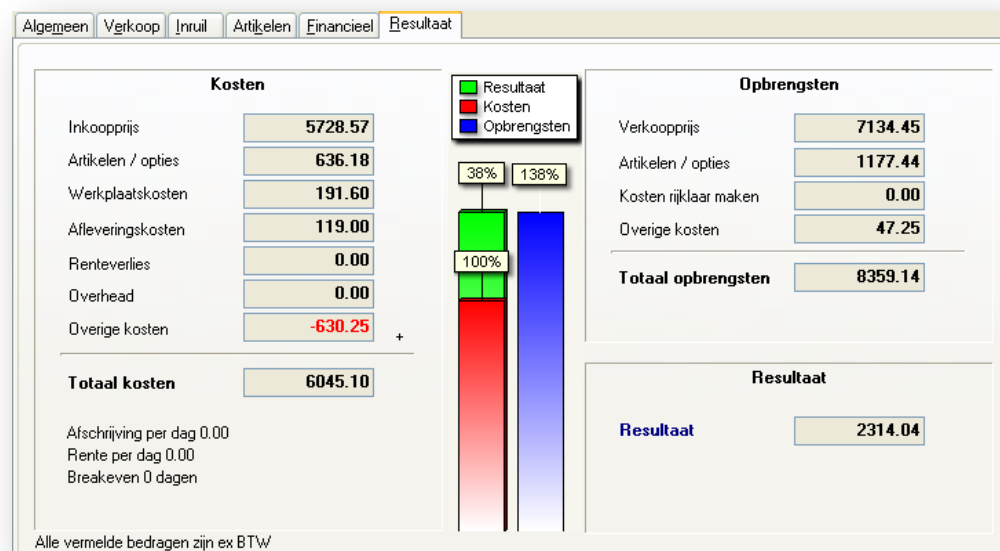 Algemeen Verkoop Inruil Artikelen Financieel Resultaat
Kosten
Inkoopprijs 5728.57
Artikelen / opties 636.18
Werkplaatskosten 191.60
Afleveringskosten 119.00
Renteverlies 0.00
Overhead 0.00
Overige kosten -630.25 +
Totaal kosten 6045.10
Afschrijving per dag 0.00
Rente per dag 0.00
Breakeven 0 dagen
Resultaat
Kosten
Opbrengsten
38% 138%
100%
Opbrengsten
Verkoopprijs 7134.45
Artikelen / opties 1177.44
Kosten rijklaar maken 0.00
Overige kosten 47.25
Totaal opbrengsten 8359.14
Resultaat
Resultaat 2314.04
Alle vermelde bedragen zijn ex BTW